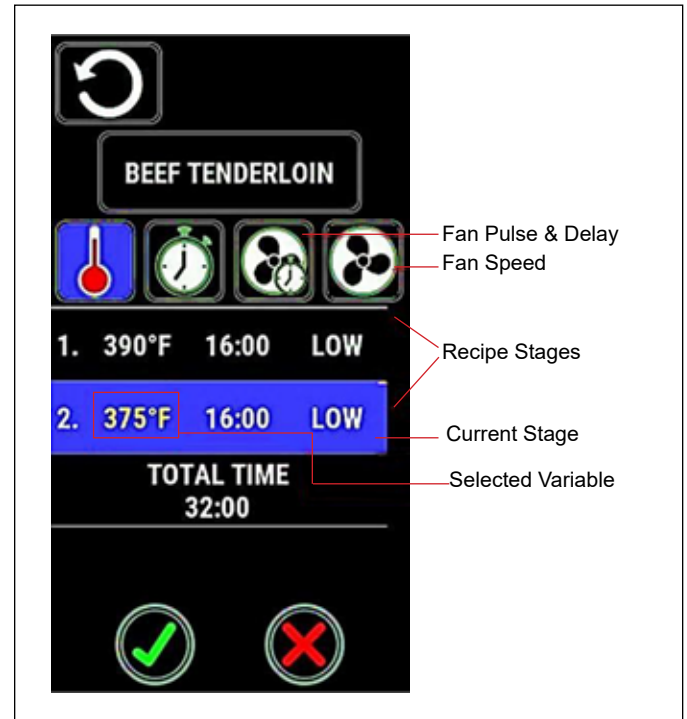 BEEF TENDERLOIN
Fan Pulse & Delay
Fan Speed
1. 390°F 16:00 LOW
Recipe Stages
2. 375°F 16:00 LOW
Current Stage
TOTAL TIME
Selected Variable
32:00